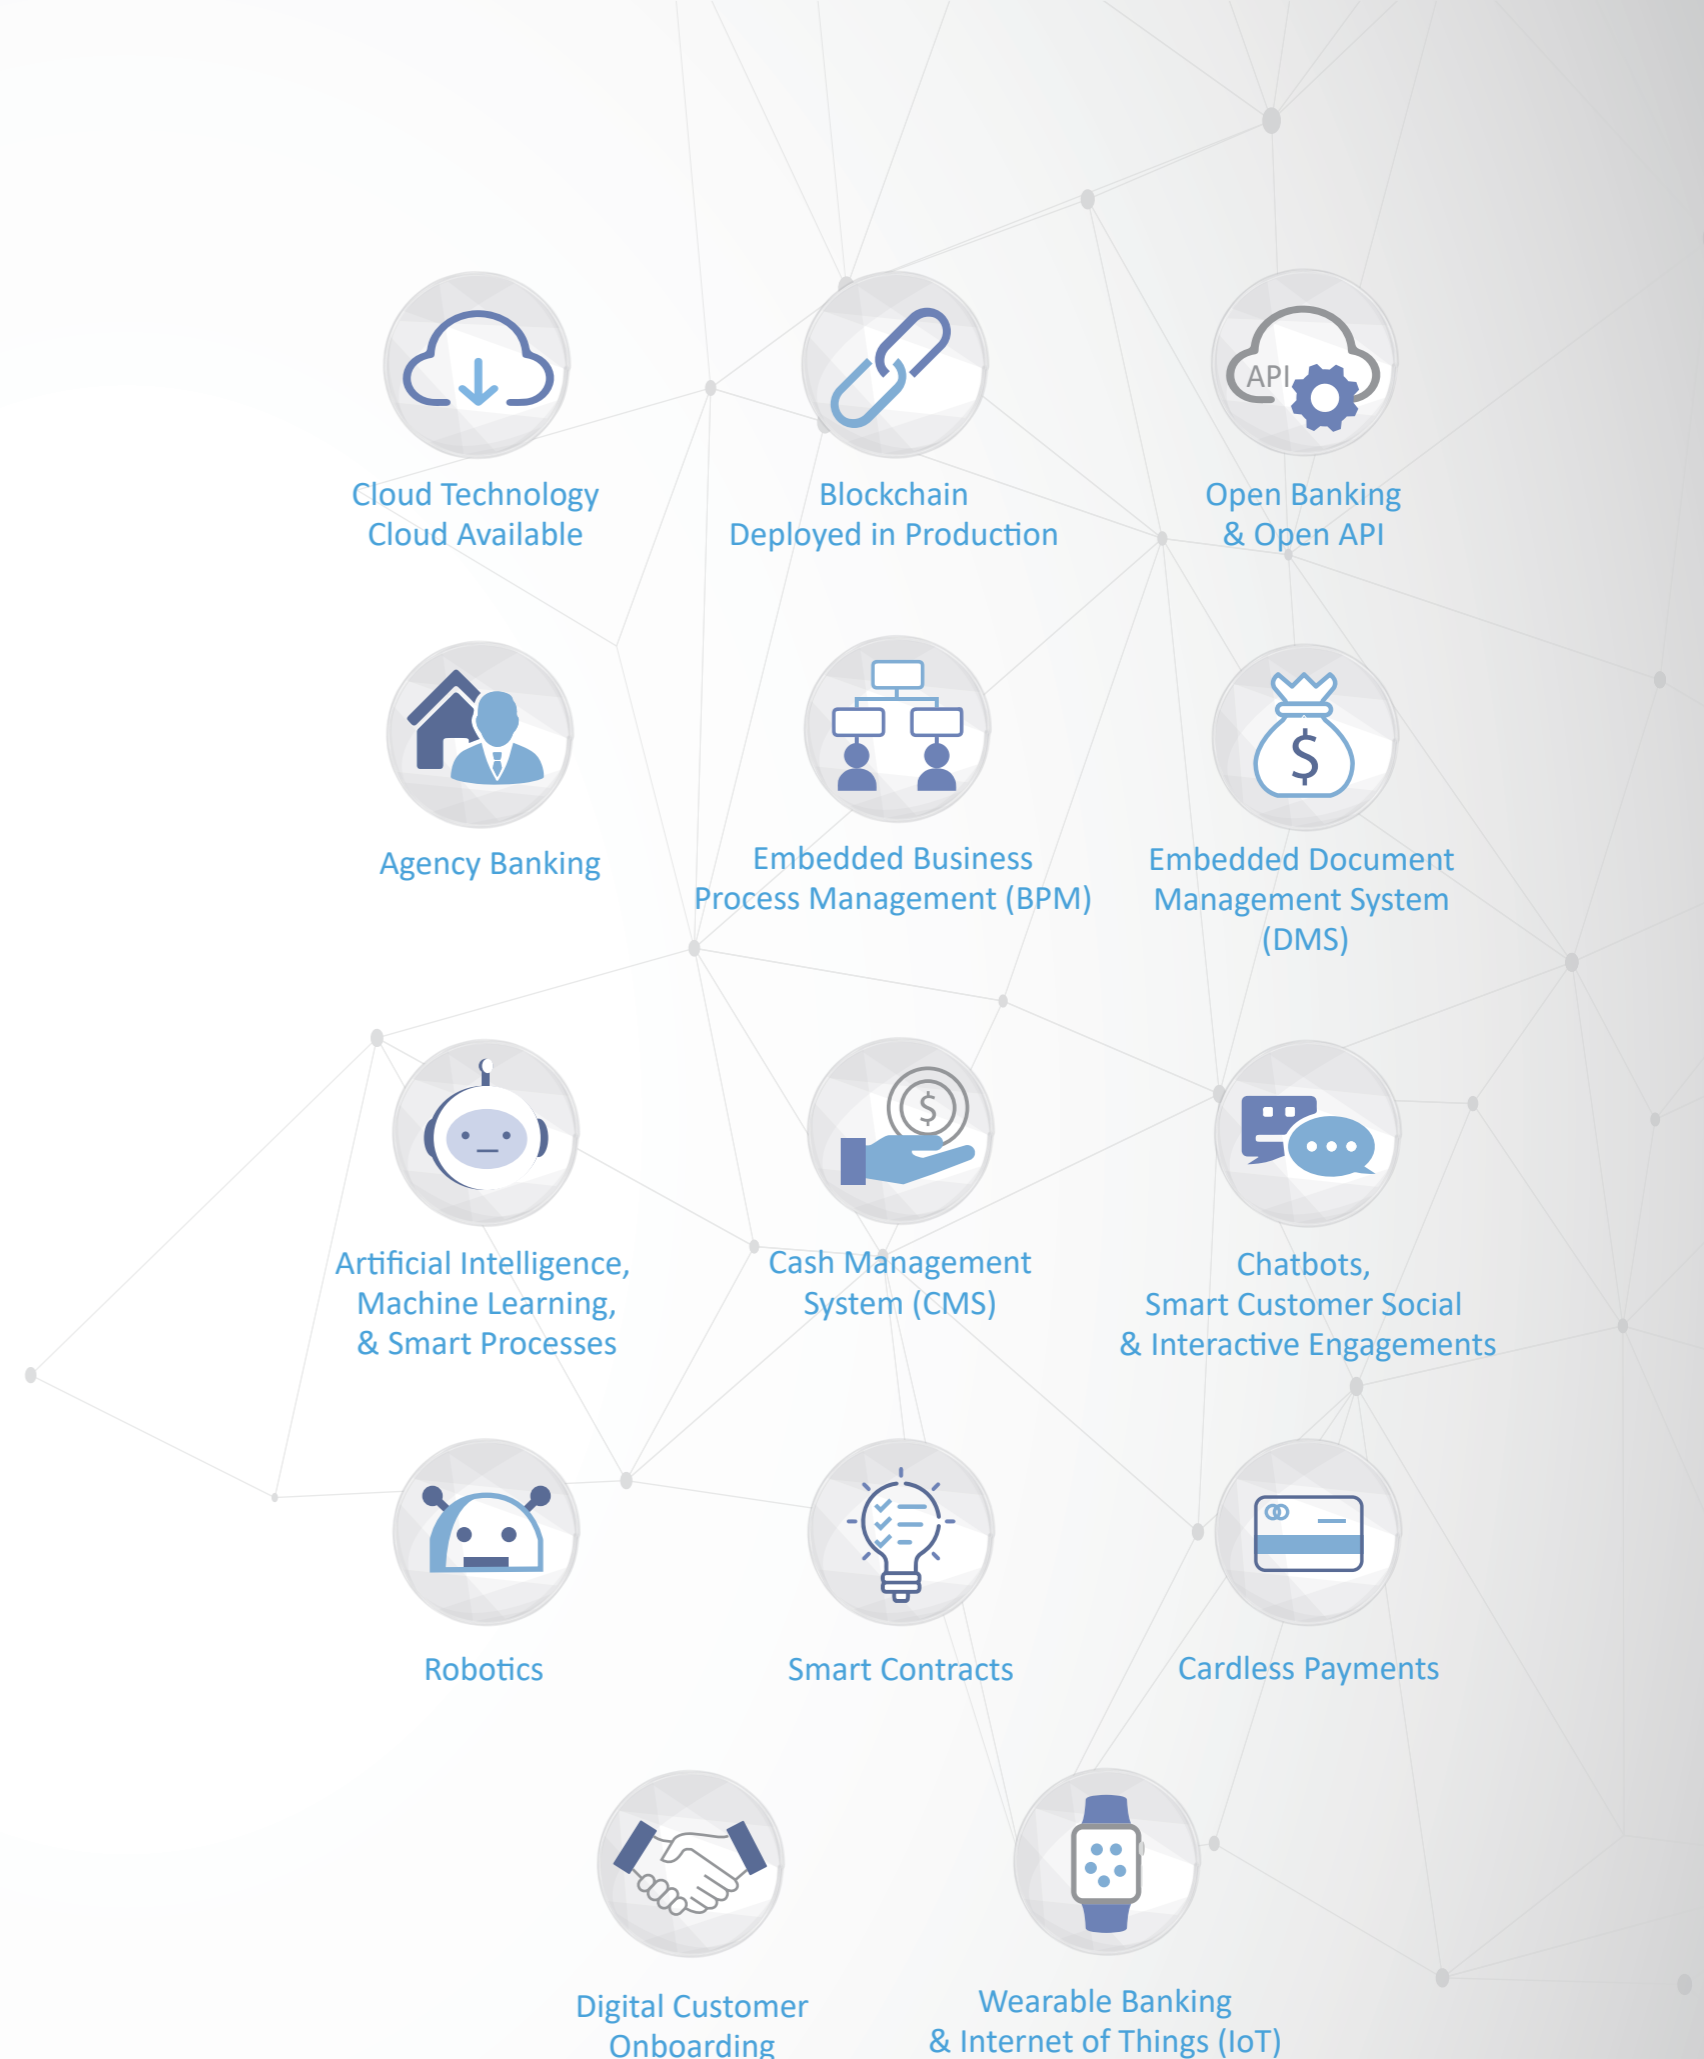 API
Cloud Technology
Cloud Available
Blockchain
Deployed in Production
Open Banking
& Open API
$
Agency Banking
Embedded Business
Process Management (BPM)
Embedded Document
Management System
(DMS)
$
Artificial Intelligence,
Machine Learning,
& Smart Processes
Cash Management
System (CMS)
Chatbots,
Smart Customer Social
& Interactive Engagements
Robotics
Smart Contracts
Cardless Payments
Digital Customer
Onboarding
Wearable Banking
& Internet of Things (IoT)